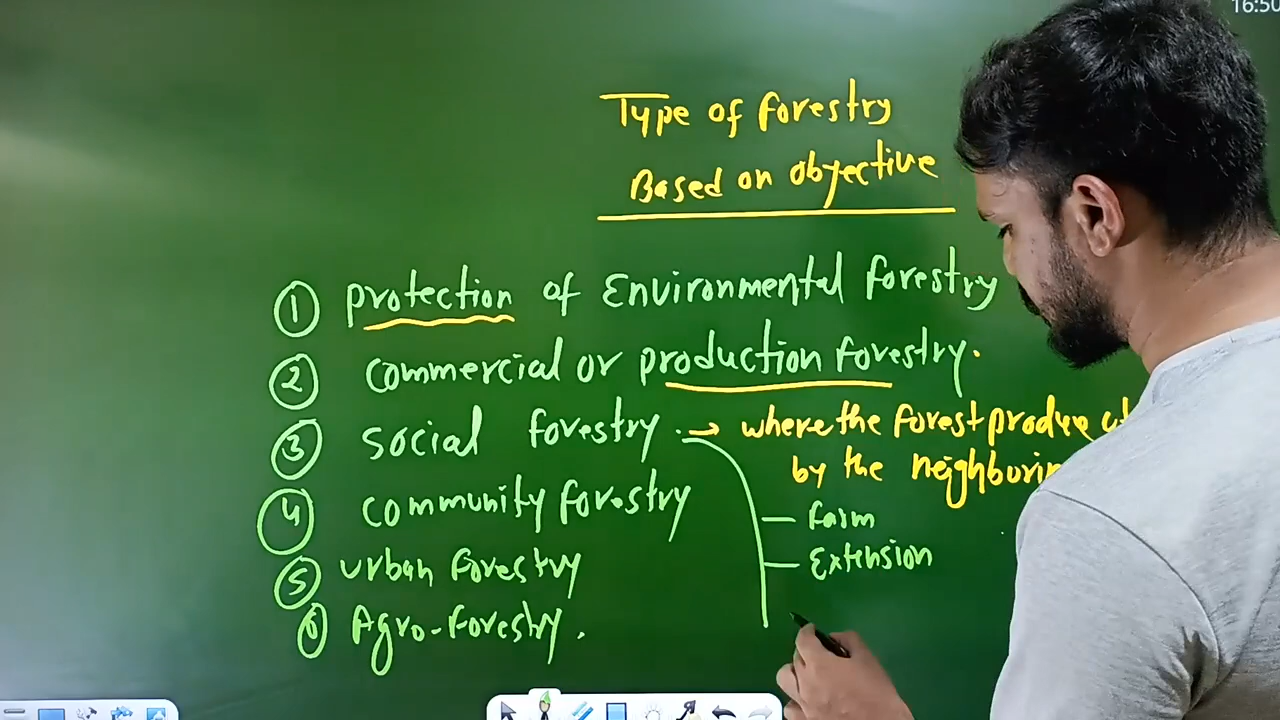 16:50
Type of forestry
Based on objective
1 protection of Environmental forestry
2 commercial or production forestry.
3 social forestry. → where the forest produce
by the
4 community forestry
Farm
Extension
5 urban forestry
6 Agro-forestry.